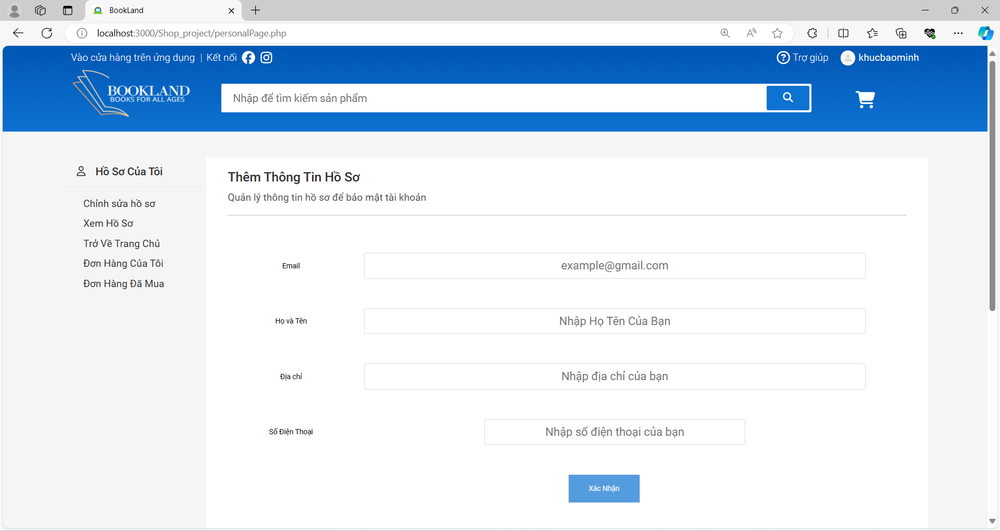 BookLand
localhost:3000/Shop_project/personalPage.php
Vào cửa hàng trên ứng dụng | Kết nối
Trợ giúp khucbaominh
BOOKLAND
BOOKS FOR ALL AGES
Nhập để tìm kiếm sản phẩm
Hồ Sơ Của Tôi
Chỉnh sửa hồ sơ
Xem Hồ Sơ
Trở Về Trang Chủ
Đơn Hàng Của Tôi
Đơn Hàng Đã Mua
Thêm Thông Tin Hồ Sơ
Quản lý thông tin hồ sơ để bảo mật tài khoản
Email example@gmail.com
Họ và Tên Nhập Họ Tên Của Bạn
Địa chỉ Nhập địa chỉ của bạn
Số Điện Thoại Nhập số điện thoại của bạn
Xác Nhận